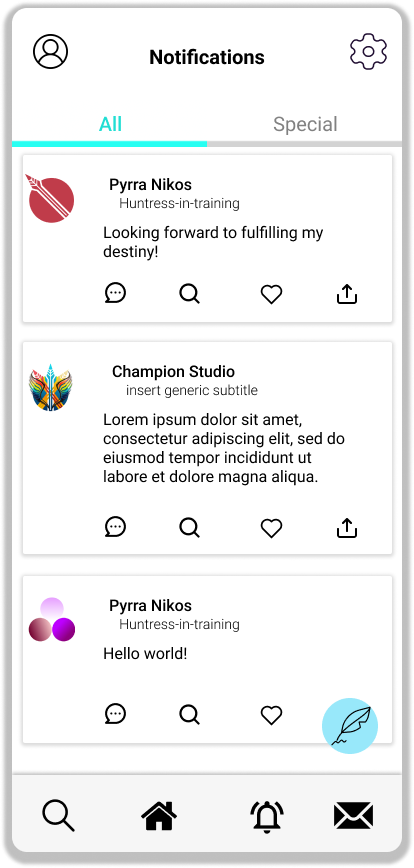 Notifications
All
Special
Pyrra Nikos
Huntress-in-training
Looking forward to fulfilling my
destiny!
Champion Studio
insert generic subtitle
Lorem ipsum dolor sit amet,
consectetur adipiscing elit, sed do
eiusmod tempor incididunt ut
labore et dolore magna aliqua.
Pyrra Nikos
Huntress-in-training
Hello world!